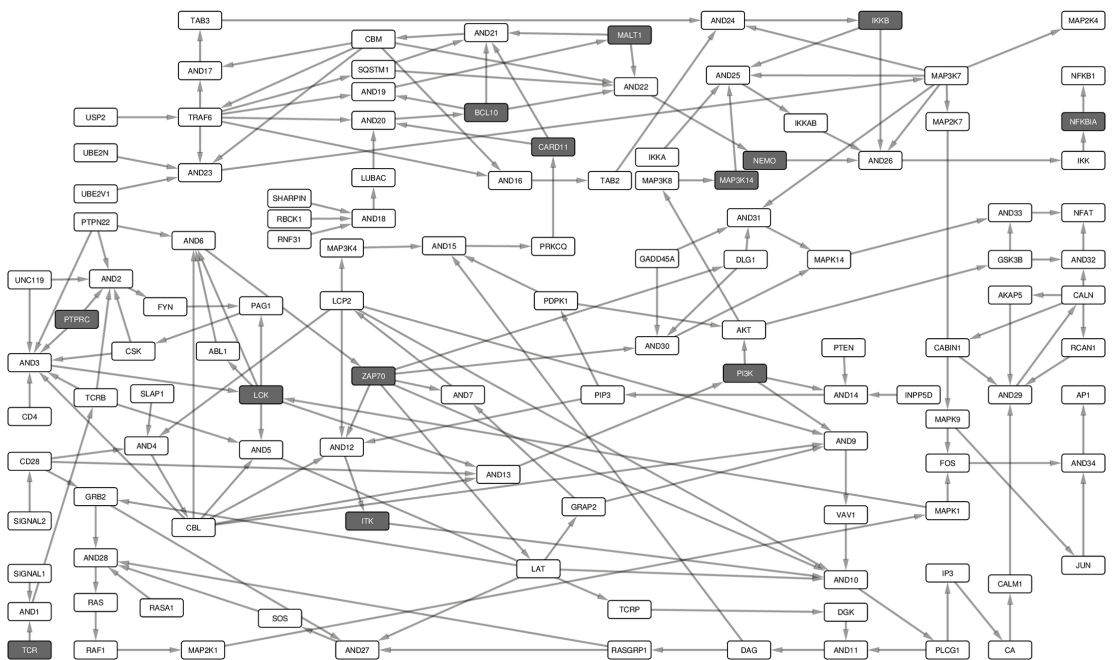 TAB3
AND24
IKKB
MAP2K4
CBM
AND21
MALT1
AND17
SQSTM1
AND25
MAP3K7
NFKB1
AND19
AND22
USP2
TRAF6
AND20
BCL10
IKKAB
MAP2K7
NFKBIA
UBE2N
CARD11
IKKA
NEMO
AND26
IKK
AND23
LUBAC
AND16
TAB2
MAP3K8
MAP3K14
UBE2V1
SHARPIN
RBCK1
AND18
RNF31
PTPN22
AND6
MAP3K4
AND15
PRKCQ
AND31
AND33
NFAT
UNC119
AND2
GADD45A
DLG1
MAPK14
GSK3B
AND32
FYN
PAG1
LCP2
PDPK1
AKAP5
CALN
PTPRC
AKT
CSK
ABL1
AND30
PTEN
CABIN1
RCAN1
AND3
ZAP70
PI3K
TCRB
SLAP1
LCK
AND7
PIP3
AND14
INPP5D
AND29
AP1
CD4
MAPK9
AND4
AND5
AND12
AND9
CD28
AND13
FOS
AND34
GRB2
GRAP2
SIGNAL2
CBL
ITK
VAV1
MAPK1
AND28
LAT
JUN
SIGNAL1
AND10
IP3
CALM1
AND1
RAS
RASA1
SOS
TCRP
DGK
TCR
RAF1
MAP2K1
AND27
RASGRP1
DAG
AND11
PLCG1
CA